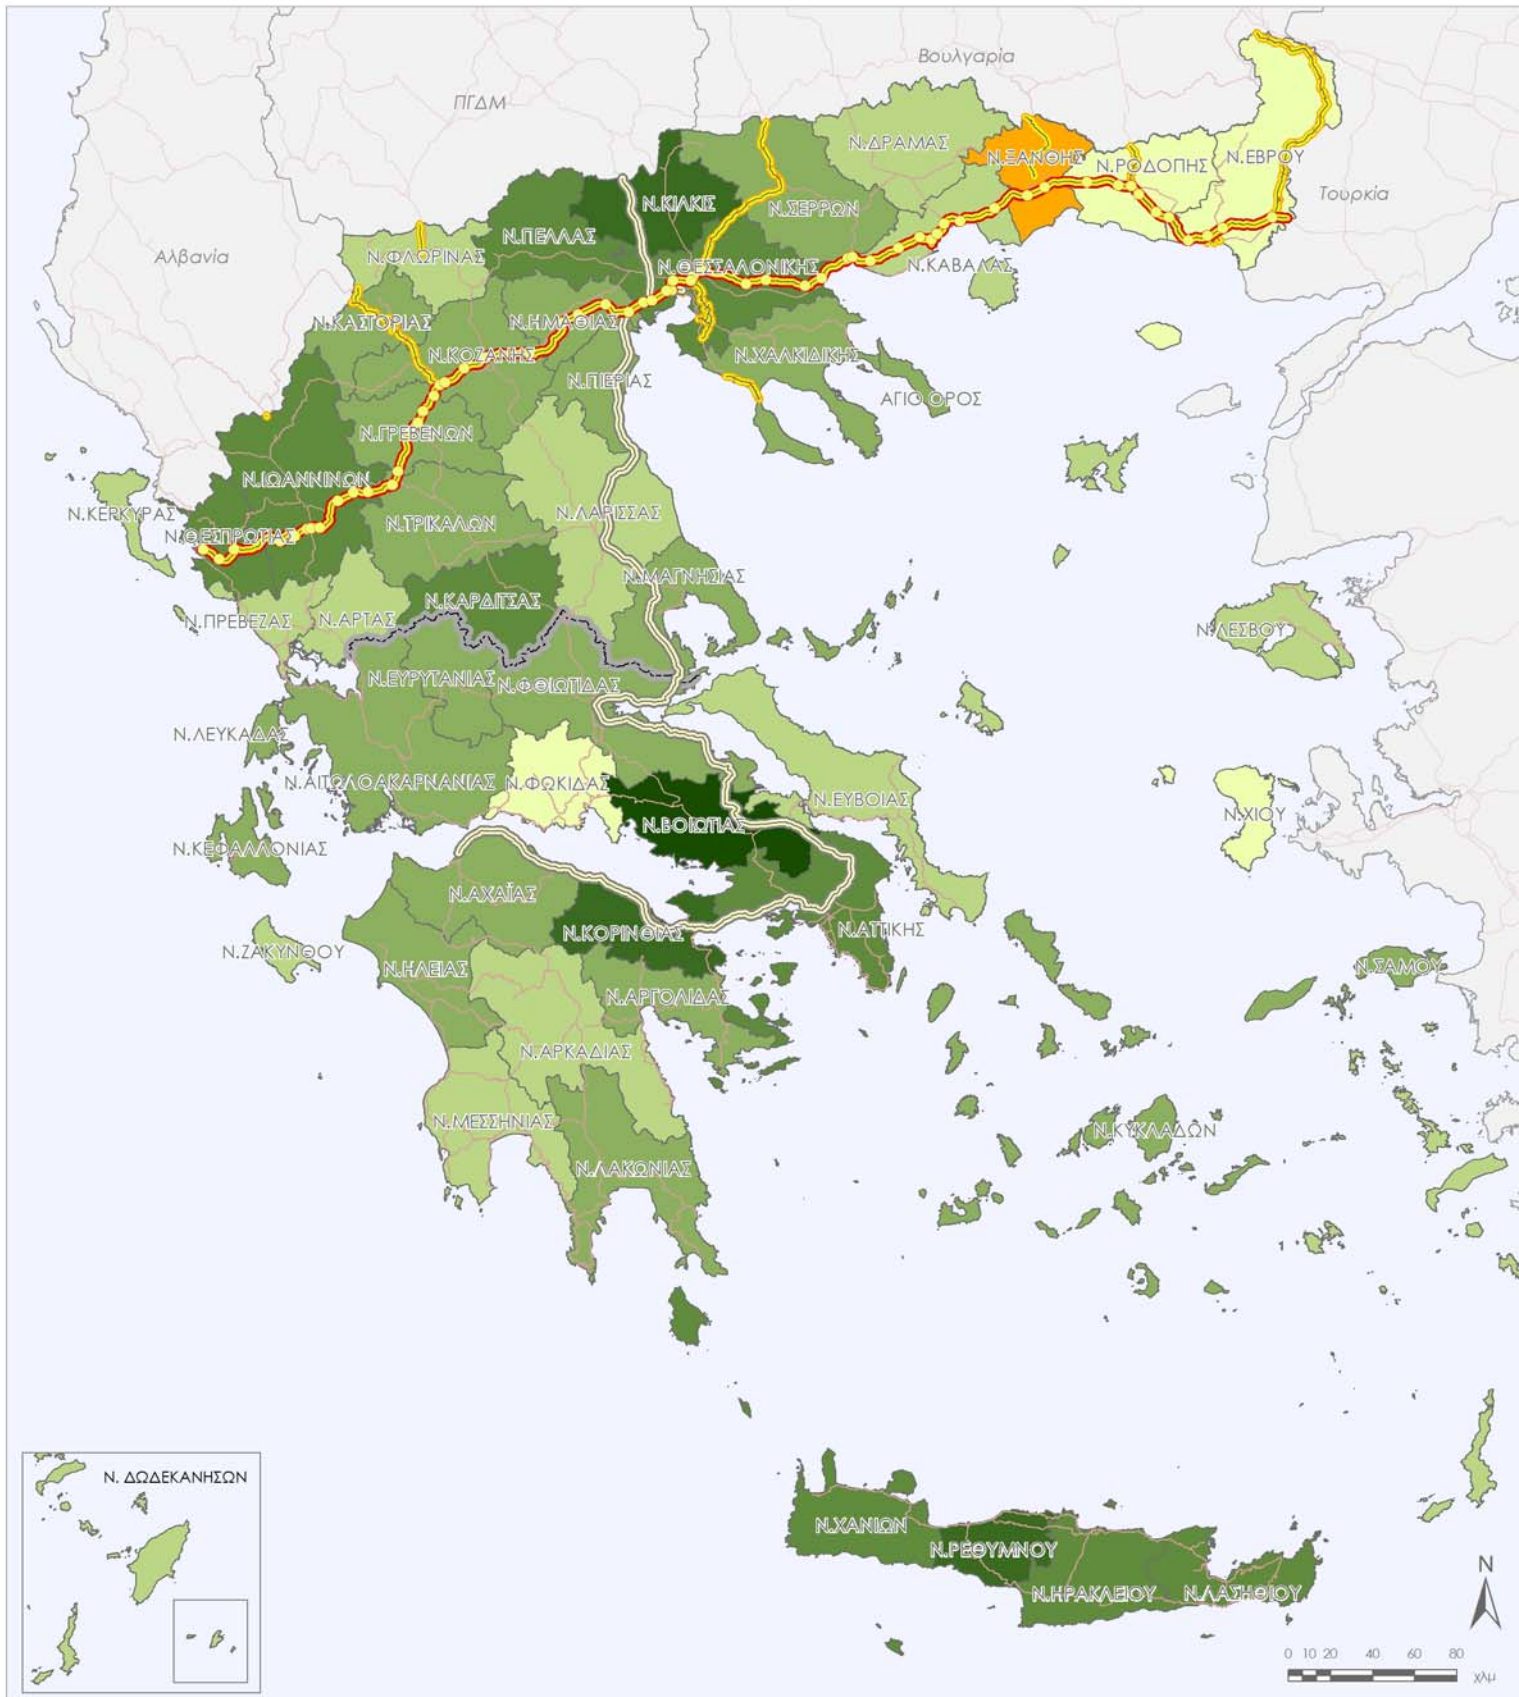 Βουλγαρία
ΠΓΔΜ
Ν.ΔΡΑΜΑΣ
Ν.ΞΑΝΘΗΣ
Ν.ΡΟΔΟΠΗΣ
Ν.ΕΒΡΟΥ
Τουρκία
Ν.ΚΙΛΚΙΣ
Ν.ΣΕΡΡΩΝ
Ν.ΠΕΛΛΑΣ
Αλβανία
Ν.ΦΛΩΡΙΝΑΣ
Ν.ΘΕΣΣΑΛΟΝΙΚΗΣ
Ν.ΚΑΒΑΛΑΣ
Ν.ΚΑΣΤΟΡΙΑΣ
Ν.ΗΜΑΘΙΑΣ
Ν.ΚΟΖΑΝΗΣ
Ν.ΧΑΛΚΙΔΙΚΗΣ
Ν.ΠΙΕΡΙΑΣ
ΑΓΙΟ ΟΡΟΣ
Ν.ΓΡΕΒΕΝΩΝ
Ν.ΙΩΑΝΝΙΝΩΝ
Ν.ΚΕΡΚΥΡΑΣ
Ν.ΛΑΡΙΣΣΑΣ
Ν.ΤΡΙΚΑΛΩΝ
Ν.ΘΕΣΠΡΩΤΙΑΣ
Ν.ΜΑΓΝΗΣΙΑΣ
Ν.ΚΑΡΔΙΤΣΑΣ
Ν.ΠΡΕΒΕΖΑΣ
Ν.ΑΡΤΑΣ
Ν.ΛΕΣΒΟΥ
Ν.ΕΥΡΥΤΑΝΙΑΣ
Ν.ΦΘΙΩΤΙΔΑΣ
Ν.ΛΕΥΚΑΔΑΣ
Ν.ΑΙΤΩΛΟΑΚΑΡΝΑΝΙΑΣ
Ν.ΦΩΚΙΔΑΣ
Ν.ΕΥΒΟΙΑΣ
Ν.ΧΙΟΥ
Ν.ΒΟΙΩΤΙΑΣ
Ν.ΚΕΦΑΛΛΟΝΙΑΣ
Ν.ΑΧΑΪΑΣ
Ν.ΚΟΡΙΝΘΙΑΣ
Ν.ΑΤΤΙΚΗΣ
Ν.ΖΑΚΥΝΘΟΥ
Ν.ΗΛΕΙΑΣ
Ν.ΣΑΜΟΥ
Ν.ΑΡΓΟΛΙΔΑΣ
Ν.ΑΡΚΑΔΙΑΣ
Ν.ΜΕΣΣΗΝΙΑΣ
Ν.ΚΥΚΛΑΔΩΝ
Ν.ΛΑΚΩΝΙΑΣ
Ν. ΔΩΔΕΚΑΝΗΣΩΝ
Ν.ΧΑΝΙΩΝ
Ν.ΡΕΘΥΜΝΟΥ
Ν.ΗΡΑΚΛΕΙΟΥ
Ν.ΛΑΣΗΘΙΟΥ
N
0 10 20 40 60 80
χλμ